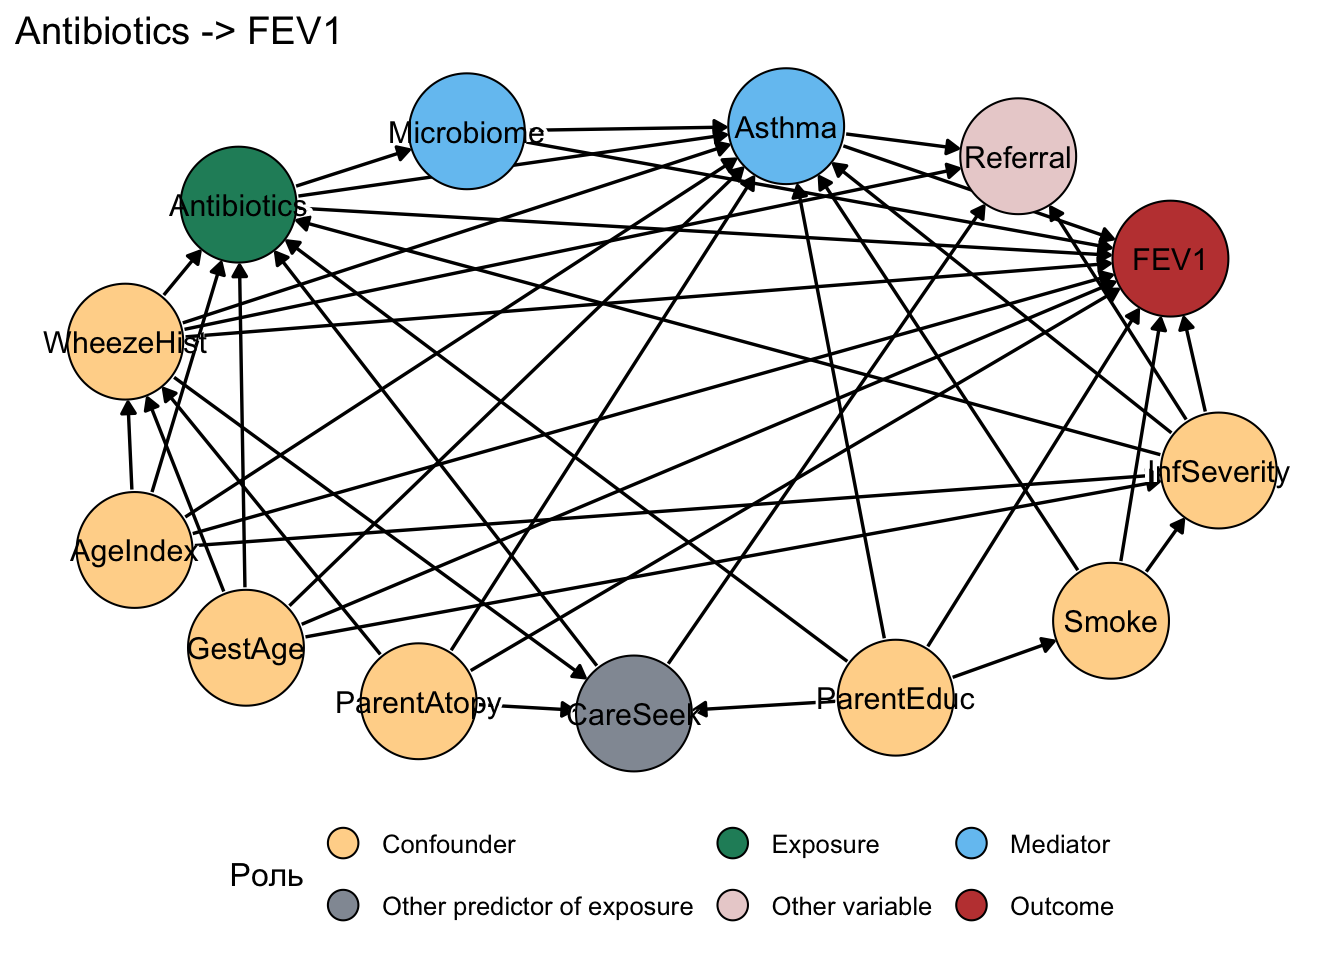 Antibiotics -> FEV1
Microbiome
Asthma
Referral
Antibiotics
FEV1
WheezeHist
InfSeverity
AgeIndex
Smoke
GestAge
ParentAtopy
CareSeek
ParentEduc
Роль
Confounder
Exposure
Mediator
Other predictor of exposure
Other variable
Outcome